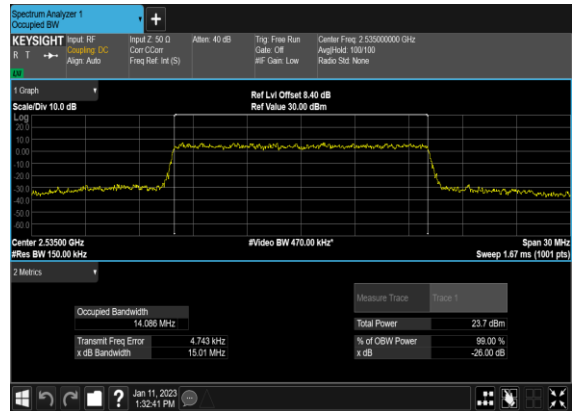 Spectrum Analyzer 1
Occupied BW
+
KEYSIGHT
R T
LXI
Input: RF
Coupling: DC
Align: Auto
Input Z: 50 Ω
Corr CCorr
Freq Ref: Int (S)
Atten: 40 dB
Trig: Free Run
Gate: Off
#IF Gain: Low
Center Freq: 2.535000000 GHz
Avg|Hold: 100/100
Radio Std: None
1 Graph
Scale/Div 10.0 dB
Ref Lvl Offset 8.40 dB
Ref Value 30.00 dBm
Log
20.0
10.0
0.00
-10.0
-20.0
-30.0
-40.0
-50.0
-60.0
Center 2.53500 GHz
#Res BW 150.00 kHz
#Video BW 470.00 kHz*
Span 30 MHz
Sweep 1.67 ms (1001 pts)
2 Metrics
Occupied Bandwidth
14.086 MHz
Transmit Freq Error 4.743 kHz
x dB Bandwidth 15.01 MHz
Measure Trace Trace 1
Total Power 23.7 dBm
% of OBW Power 99.00 %
x dB -26.00 dB
?
Jan 11, 2023
1:32:41 PM